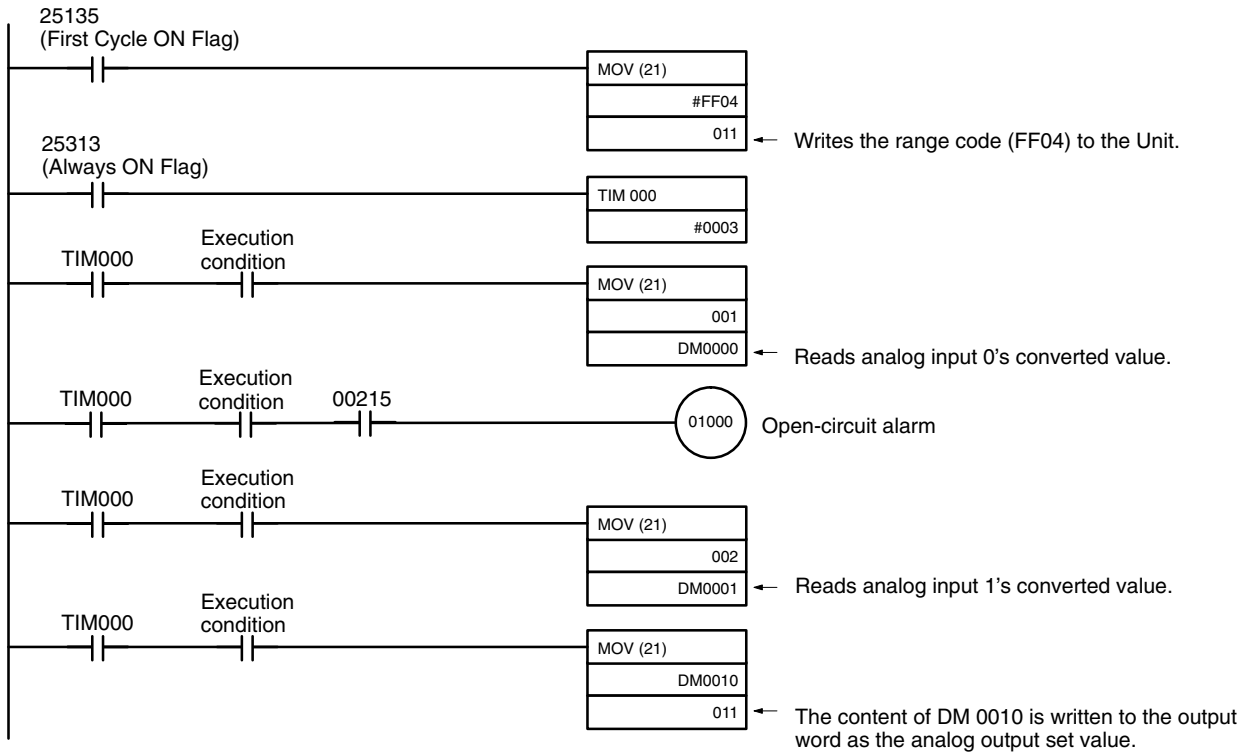 25135
(First Cycle ON Flag)
MOV (21)
#FF04
011
Writes the range code (FF04) to the Unit.
25313
(Always ON Flag)
TIM 000
#0003
TIM000
Execution
condition
MOV (21)
001
DM0000
Reads analog input 0's converted value.
TIM000
Execution
condition
00215
01000
Open-circuit alarm
TIM000
Execution
condition
MOV (21)
002
DM0001
Reads analog input 1's converted value.
TIM000
Execution
condition
MOV (21)
DM0010
011
The content of DM 0010 is written to the output
word as the analog output set value.